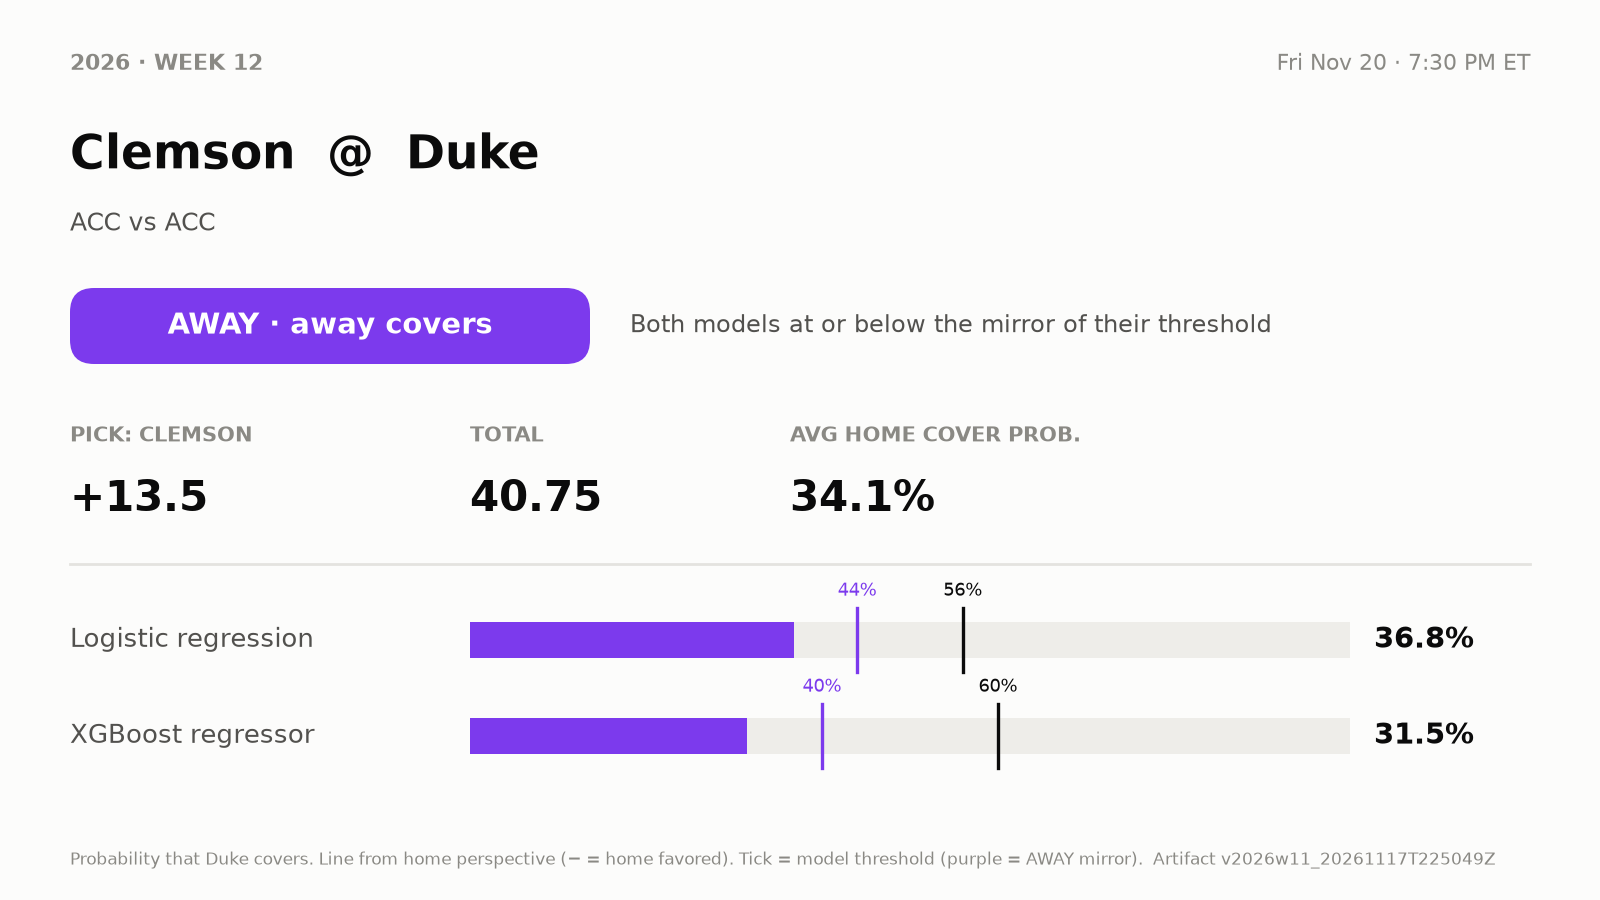 2026 · WEEK 12
Fri Nov 20 · 7:30 PM ET
Clemson @ Duke
ACC vs ACC
AWAY · away covers
Both models at or below the mirror of their threshold
PICK: CLEMSON
TOTAL
AVG HOME COVER PROB.
+13.5
40.75
34.1%
44%
56%
Logistic regression
36.8%
40%
60%
XGBoost regressor
31.5%
Probability that Duke covers. Line from home perspective (− = home favored). Tick = model threshold (purple = AWAY mirror). Artifact v2026w11_20261117T225049Z